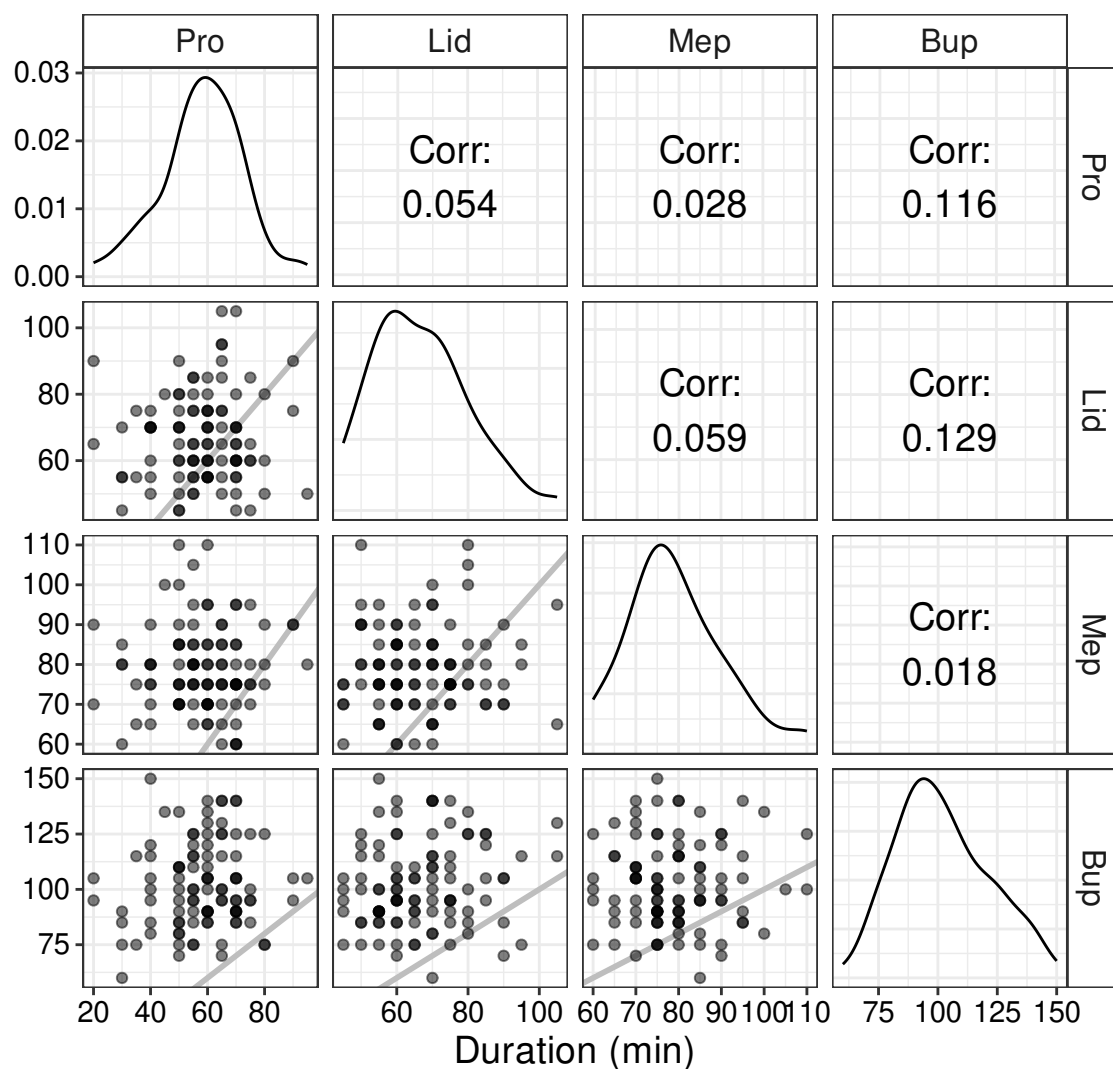 Pro Lid Mep Bup
0.03
0.02
0.01
0.00
Corr: Corr: Corr:
0.054 0.028 0.116
Pro
100
80
60
Corr: Corr:
0.059 0.129
Lid
110
100
90
80
70
60
Corr:
0.018
Mep
150
125
100
75
Bup
20 40 60 80 60 80 100 60 70 80 90 100 110 75 100 125 150
Duration (min)